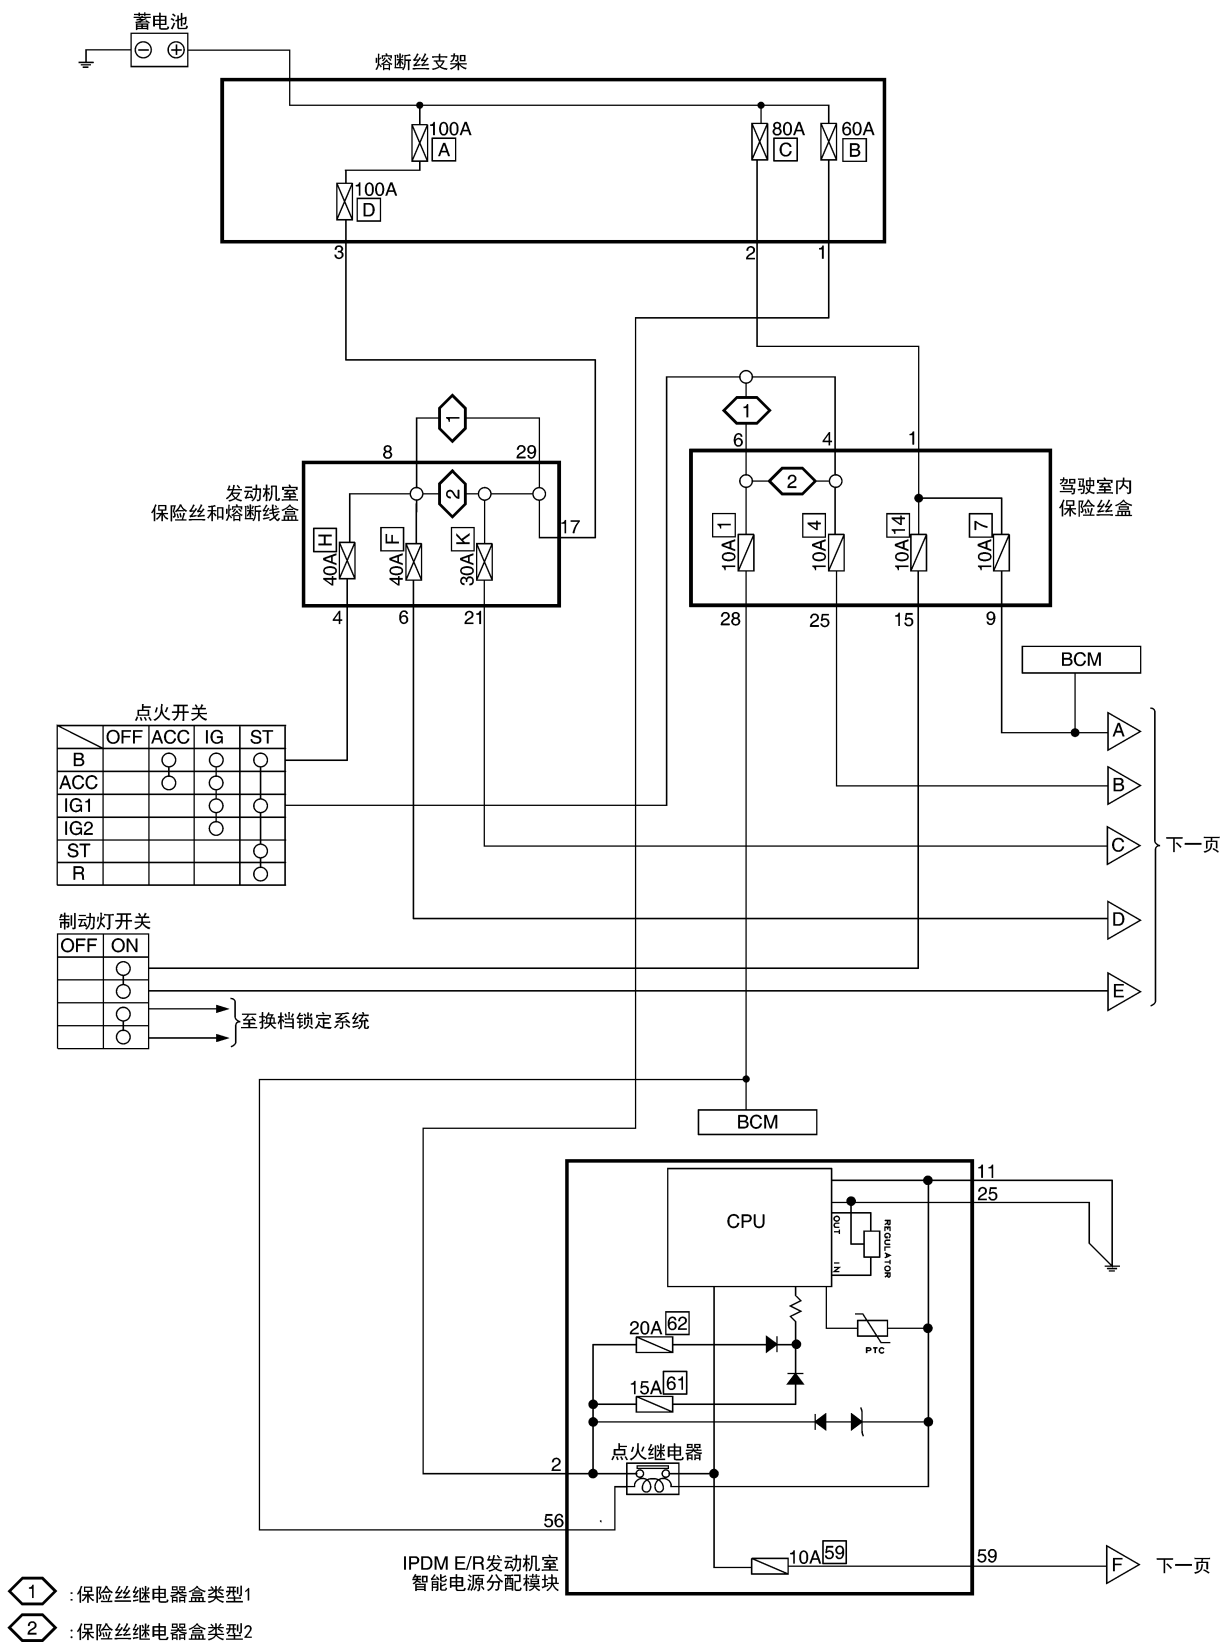 蓄电池
熔断丝支架
100A
A
80A
C
60A
B
100A
D
3
2
1
1
8
29
6
4
1
发动机室
保险丝和熔断线盒
2
17
1
2
驾驶室内
保险丝盒
H
40A
F
40A
K
30A
1
10A
4
10A
14
10A
7
10A
4
6
21
28
25
15
9
BCM
点火开关
OFF ACC IG ST
B
ACC
IG1
IG2
ST
R
A
B
C
D
E
下一页
制动灯开关
OFF ON
至换档锁定系统
BCM
CPU
OUT
IN
REGULATOR
11
25
20A 62
PTC
15A 61
点火继电器
2
56
10A 59
59
F
下一页
IPDM E/R发动机室
智能电源分配模块
1 :保险丝继电器盒类型1
2 :保险丝继电器盒类型2